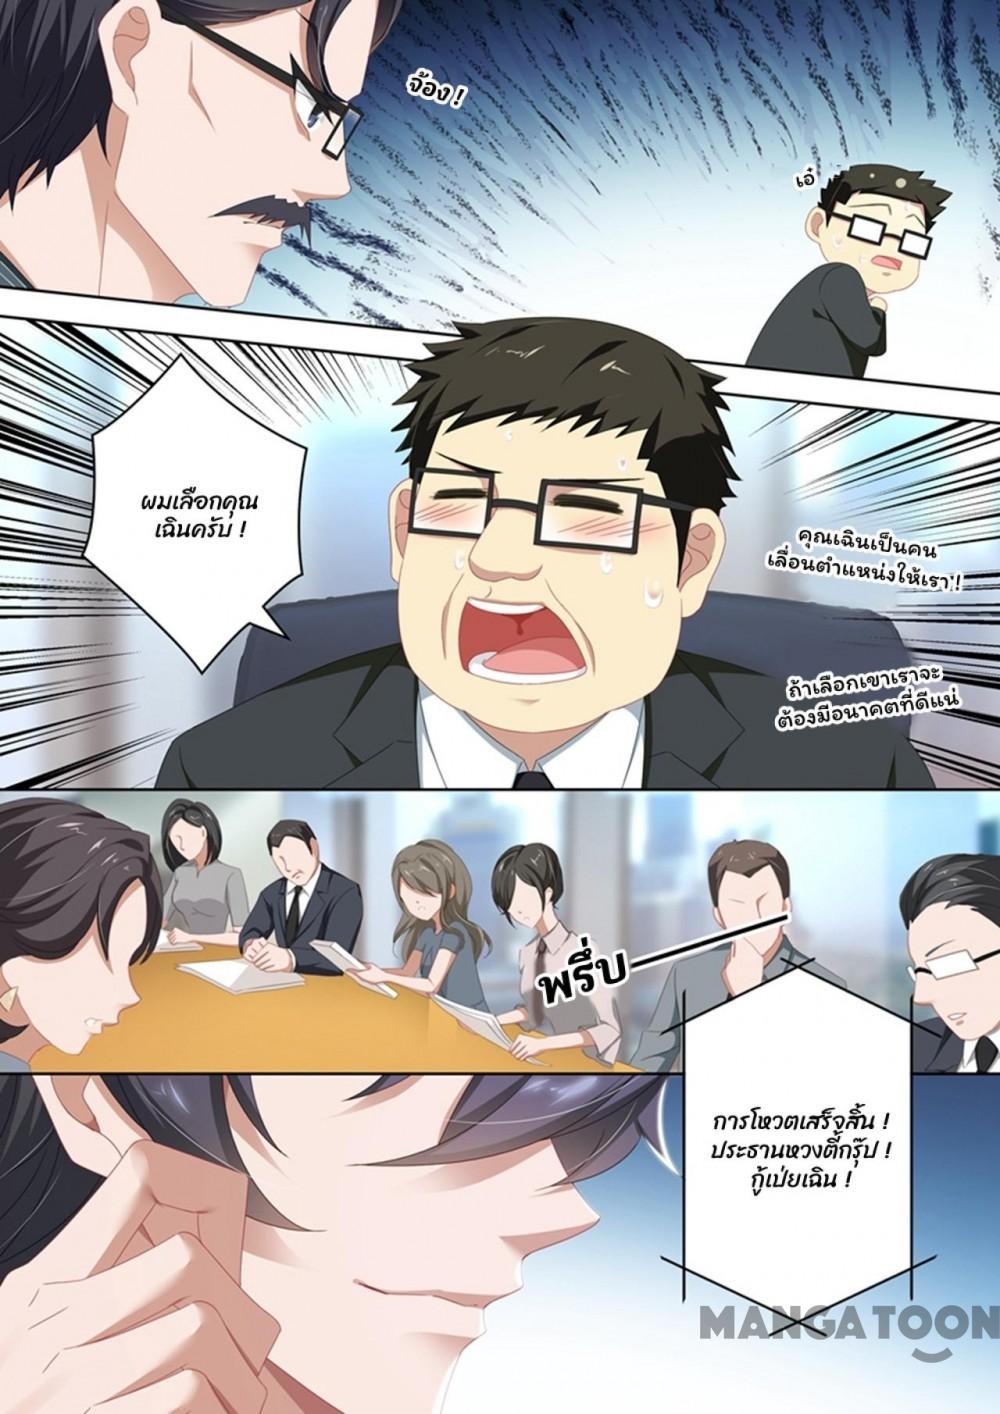 จ้อง !
เอ๋
ผมเลือกคุณ
เฉินครับ !
คุณเฉินเป็นคน
เลื่อนตำแหน่งให้เรา !
ถ้าเลือกเขาเราจะ
ต้องมีอนาคตที่ดีแน่
พรึ่บ
การโหวตเสร็จสิ้น !
ประธานหวงตี้กรุ๊ป !
กู้เป่ยเฉิน !
MANGATOON